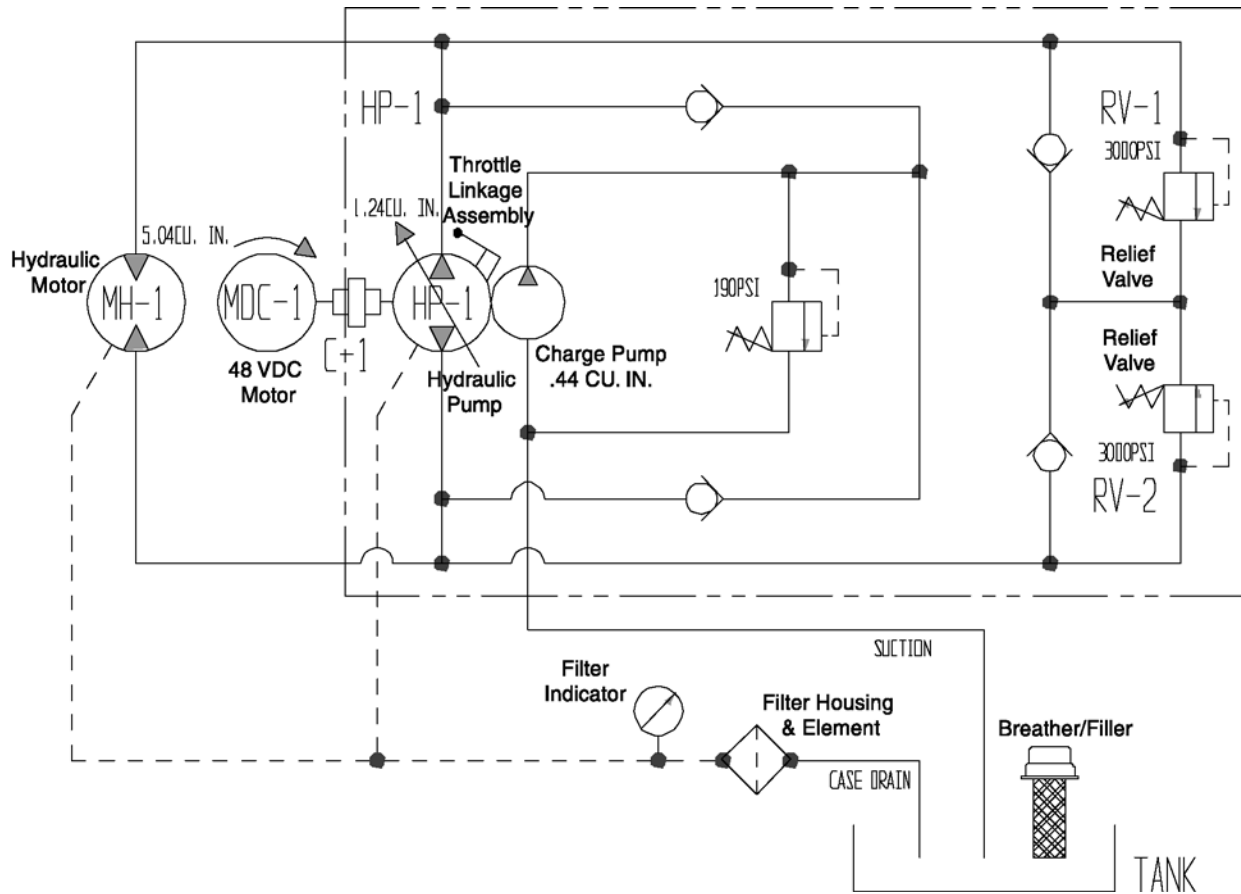 HP-1
RV-1
3000PSI
Throttle
Linkage
Assembly
1.24CU. IN.
5.04CU. IN.
Hydraulic
Motor
MH-1
MDC-1
HP-1
190PSI
Relief
Valve
Relief
Valve
C+1
48 VDC
Motor
Hydraulic
Pump
Charge Pump
.44 CU. IN.
3000PSI
RV-2
SUCTION
Filter
Indicator
Filter Housing
& Element
Breather/Filler
CASE DRAIN
TANK